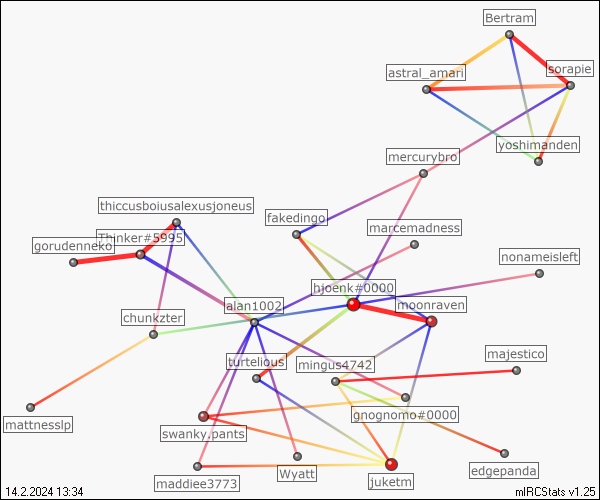 Bertram
astral_amari
sorapie
yoshimanden
mercurybro
thiccusboiusalexusjoneus
fakedingo
marcemadness
Thinker#5995
gorudenneko
nonameisleft
hjoenk#0000
moonraven
alan1002
chunkzter
majestico
turtelious
mingus4742
gnognomo#0000
mattnesslp
swanky.pants
edgepanda
Wyatt
maddiee3773
juketm
14.2.2024 13:34
mIRCStats v1.25